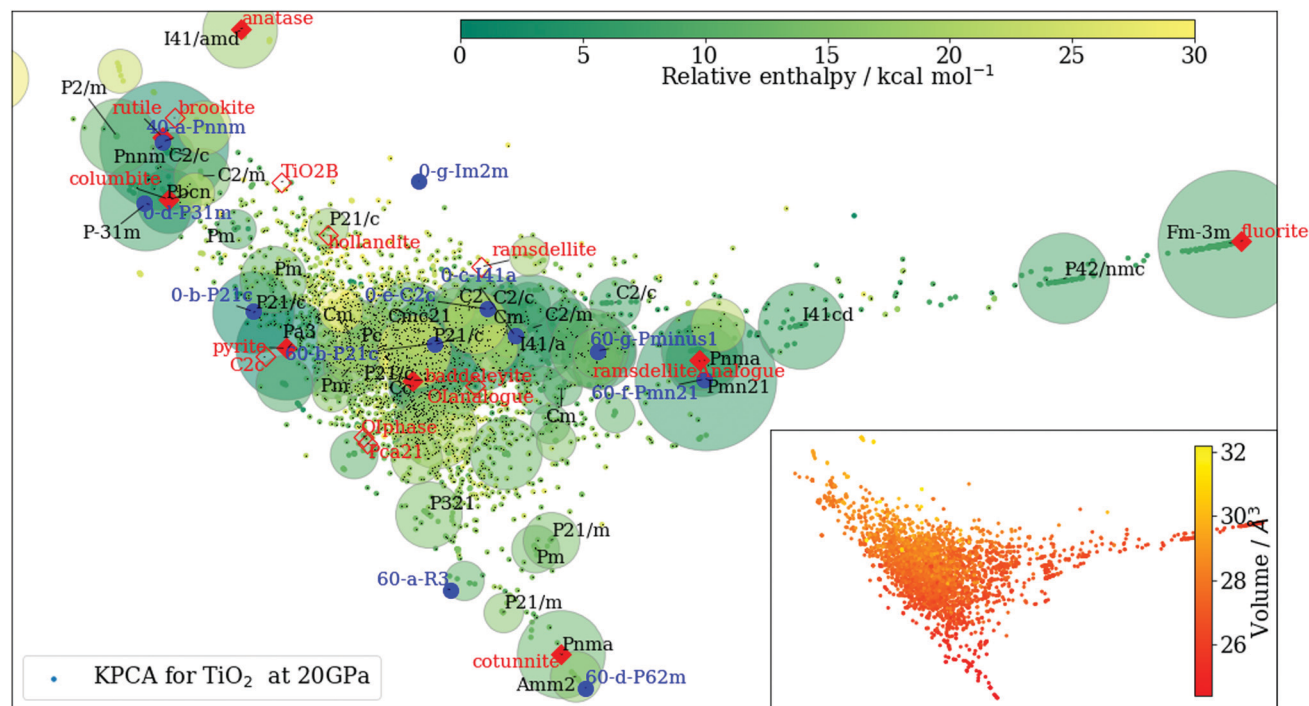 anatase
I41/amd
0 5 10 15 20 25 30
Relative enthalpy / kcal mol⁻¹
P2/m
rutile brookite
40-a-Pnnm
Pnnm C2/c
columbite C2/m TiO2B 0-g-Im2m
Pbcn
0-d-P31m
P-31m Pm P21/c
hollandite ramsdellite
Fm-3m fluorite
Pm 0-c-I41a P42/nmc
0-b-P21c 0-e-C2c C2 C2/c C2/c
P21/c Cm Cmc21 Cm C2/m I41cd
Pa3 Pc P21/c I41/a 60-g-Pminus1
pyrite 60-b-P21c
C2c Pnma
P21/c baddeleyite ramsdellite analogue
Pm OIanalogue 60-f-Pmn21 Pmn21
Cm
OIphase
Pca21
P321
P21/m
Pm
60-a-R3
P21/m
Pnma
cotunnite
Amm2 60-d-P62m
KPCA for TiO₂ at 20GPa
32
30
28
26
Volume / Å³